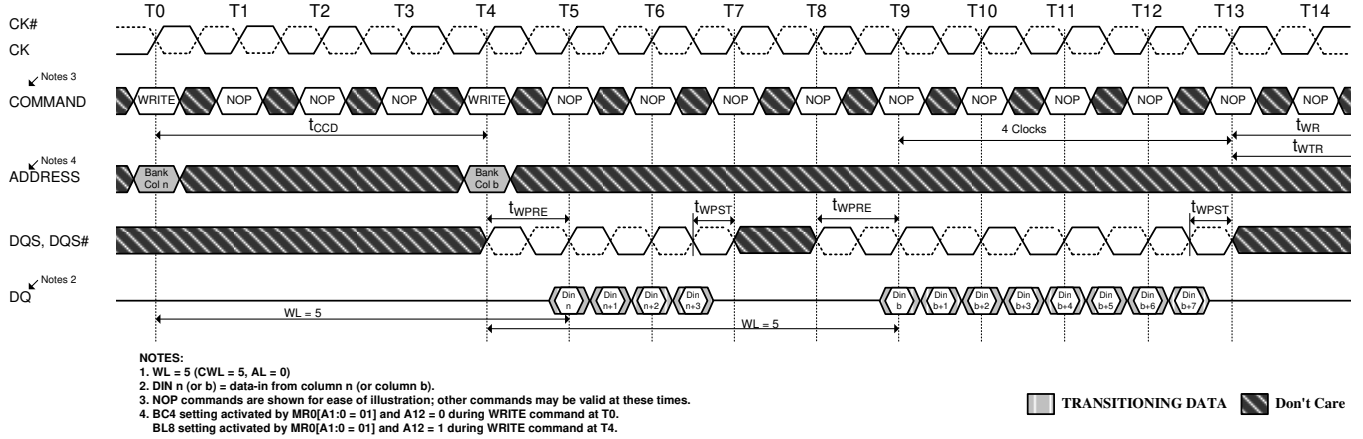 T0 T1 T2 T3 T4 T5 T6 T7 T8 T9 T10 T11 T12 T13 T14
CK#
CK
Notes 3
COMMAND
WRITE NOP NOP NOP WRITE NOP NOP NOP NOP NOP NOP NOP NOP NOP NOP
tCCD
4 Clocks
tWR
tWTR
Notes 4
ADDRESS
Bank
Col n
Bank
Col b
tWPRE
tWPST
tWPRE
tWPST
DQS, DQS#
Notes 2
DQ
Din
n
Din
n+1
Din
n+2
Din
n+3
Din
b
Din
b+1
Din
b+2
Din
b+3
Din
b+4
Din
b+5
Din
b+6
Din
b+7
WL = 5
WL = 5
NOTES:
1. WL = 5 (CWL = 5, AL = 0)
2. DIN n (or b) = data-in from column n (or column b).
3. NOP commands are shown for ease of illustration; other commands may be valid at these times.
4. BC4 setting activated by MR0[A1:0 = 01] and A12 = 0 during WRITE command at T0.
BL8 setting activated by MR0[A1:0 = 01] and A12 = 1 during WRITE command at T4.
TRANSITIONING DATA
Don't Care